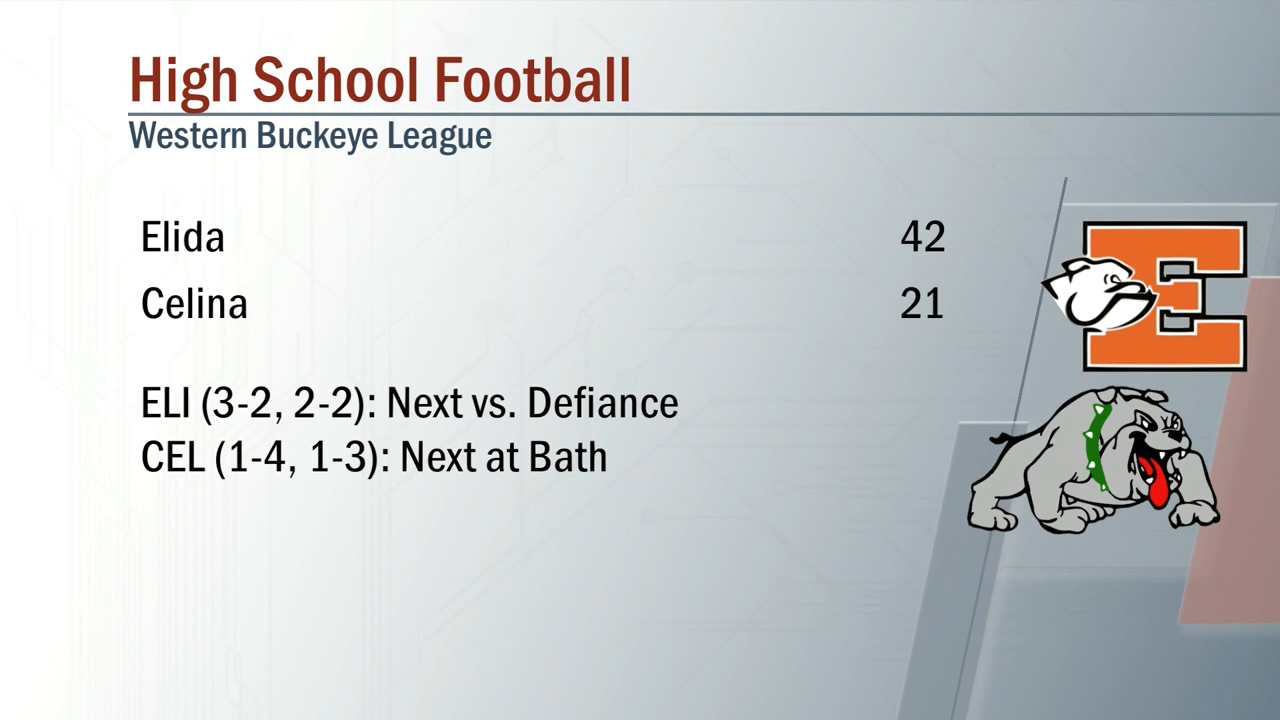 High School Football
Western Buckeye League
Elida 42
Celina 21
E
ELI (3-2, 2-2): Next vs. Defiance
CEL (1-4, 1-3): Next at Bath